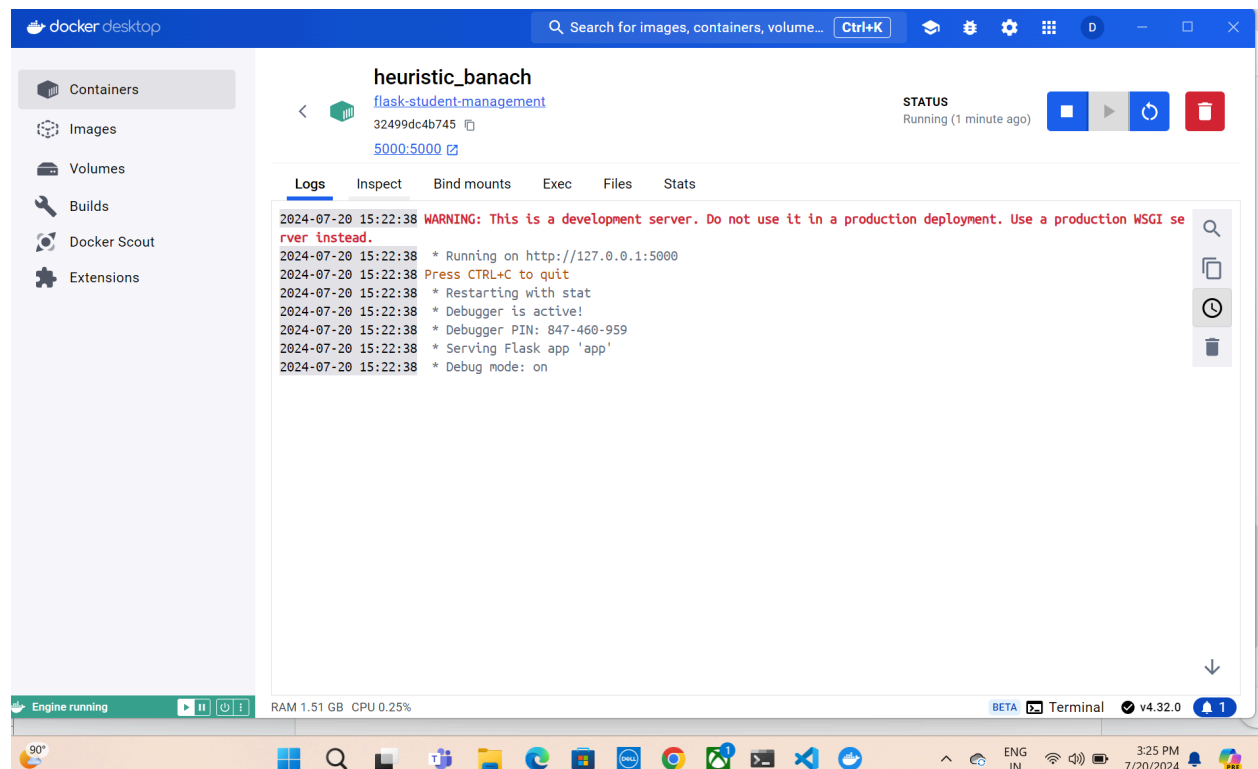 docker desktop
Search for images, containers, volume... Ctrl+K
D
Containers
Images
Volumes
Builds
Docker Scout
Extensions
heuristic_banach
flask-student-management
32499dc4b745
5000:5000
STATUS
Running (1 minute ago)
Logs Inspect Bind mounts Exec Files Stats
2024-07-20 15:22:38 WARNING: This is a development server. Do not use it in a production deployment. Use a production WSGI se
rver instead.
2024-07-20 15:22:38 * Running on http://127.0.0.1:5000
2024-07-20 15:22:38 Press CTRL+C to quit
2024-07-20 15:22:38 * Restarting with stat
2024-07-20 15:22:38 * Debugger is active!
2024-07-20 15:22:38 * Debugger PIN: 847-460-959
2024-07-20 15:22:38 * Serving Flask app 'app'
2024-07-20 15:22:38 * Debug mode: on
Engine running
RAM 1.51 GB CPU 0.25%
BETA Terminal v4.32.0 1
90°
DELL
1
ENG
IN
3:25 PM
7/20/2024
PRE